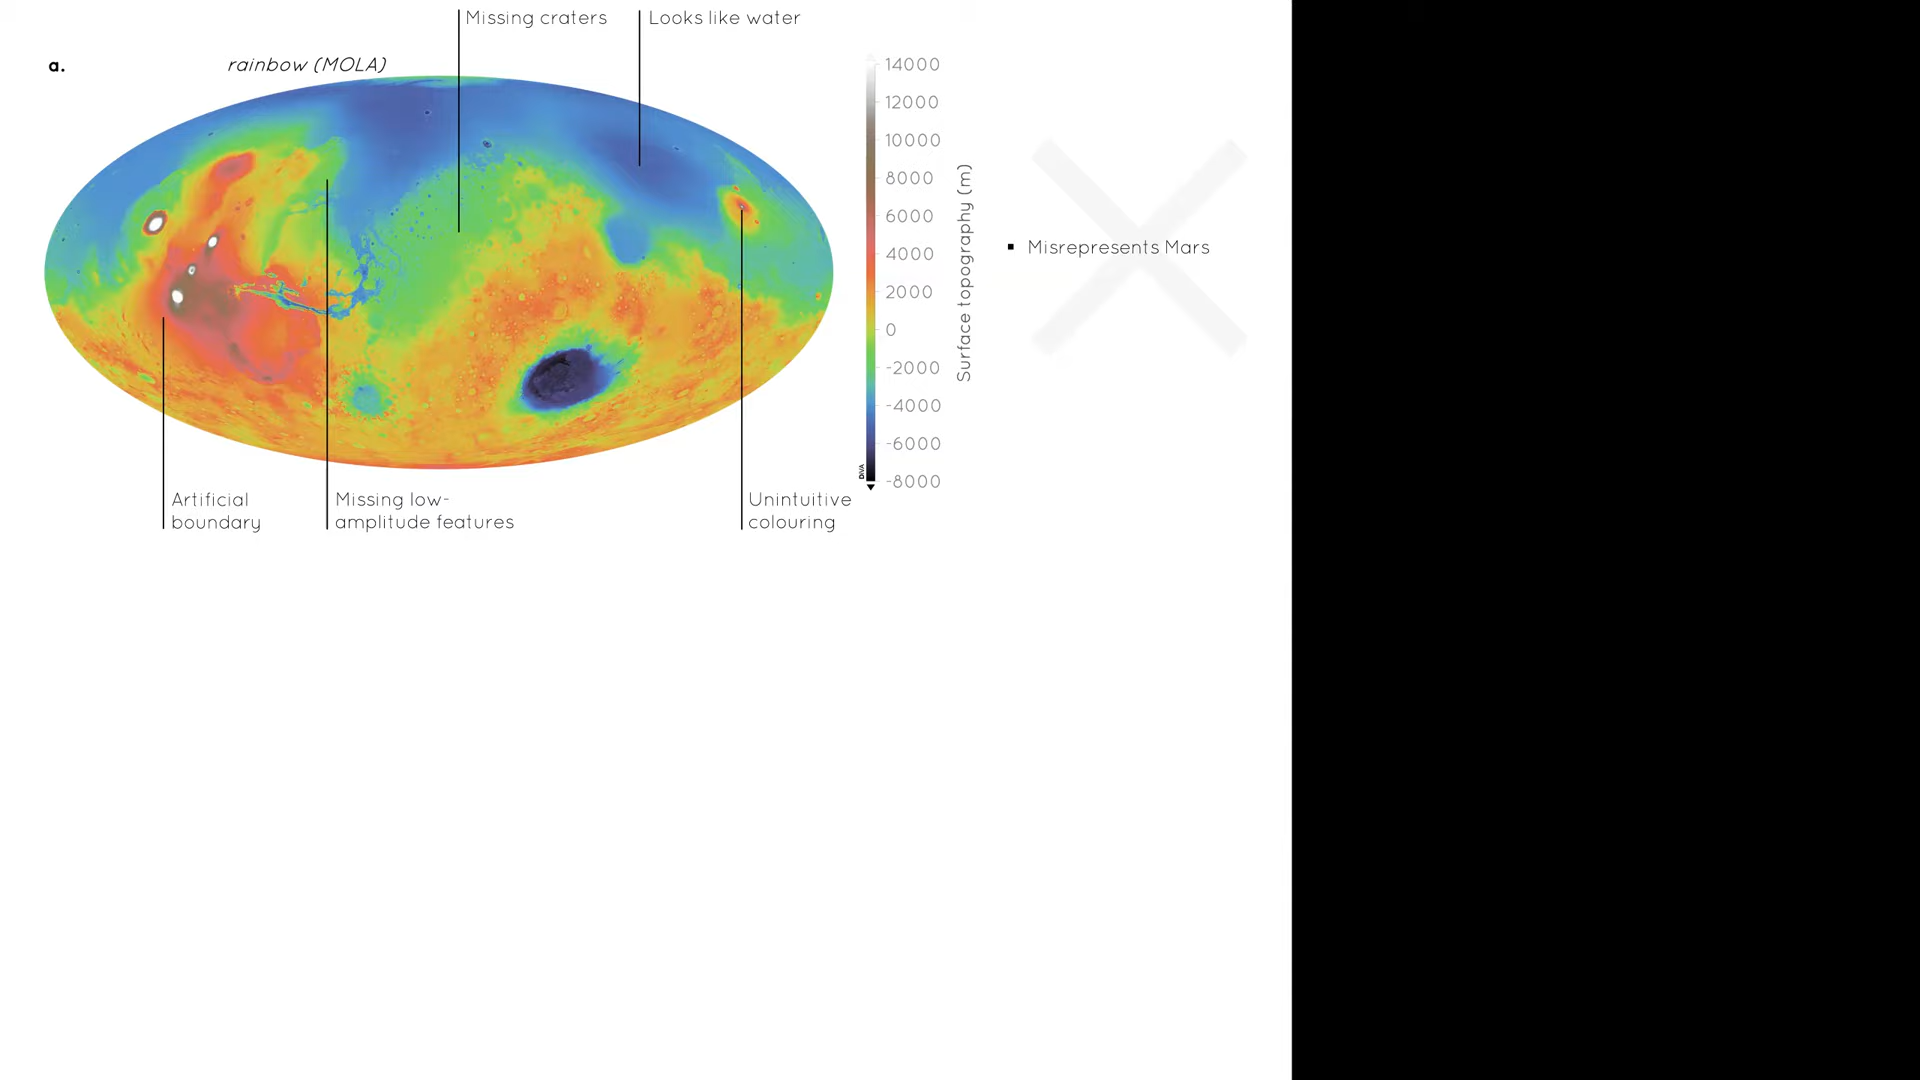 Missing craters
Looks like water
a.
rainbow (MOLA)
14000
12000
10000
8000
6000
4000
2000
0
-2000
-4000
-6000
-8000
Surface topography (m)
DIVA
Misrepresents Mars
Artificial
boundary
Missing low-
amplitude features
Unintuitive
colouring